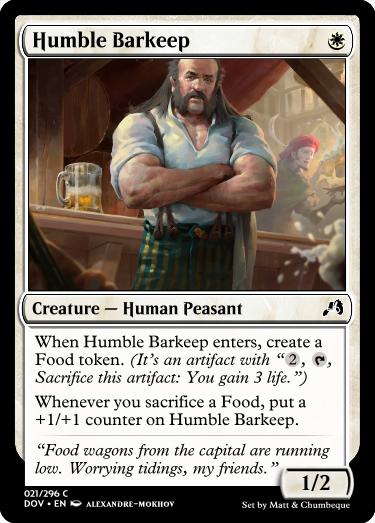 Humble Barkeep
Creature — Human Peasant
When Humble Barkeep enters, create a
Food token. (It's an artifact with “2, T,
Sacrifice this artifact: You gain 3 life.”)
Whenever you sacrifice a Food, put a
+1/+1 counter on Humble Barkeep.
“Food wagons from the capital are running
low. Worrying tidings, my friends.”
1/2
021/296 C
DOV • EN ALEXANDRE-MOKHOV
Set by Matt & Chumbeque